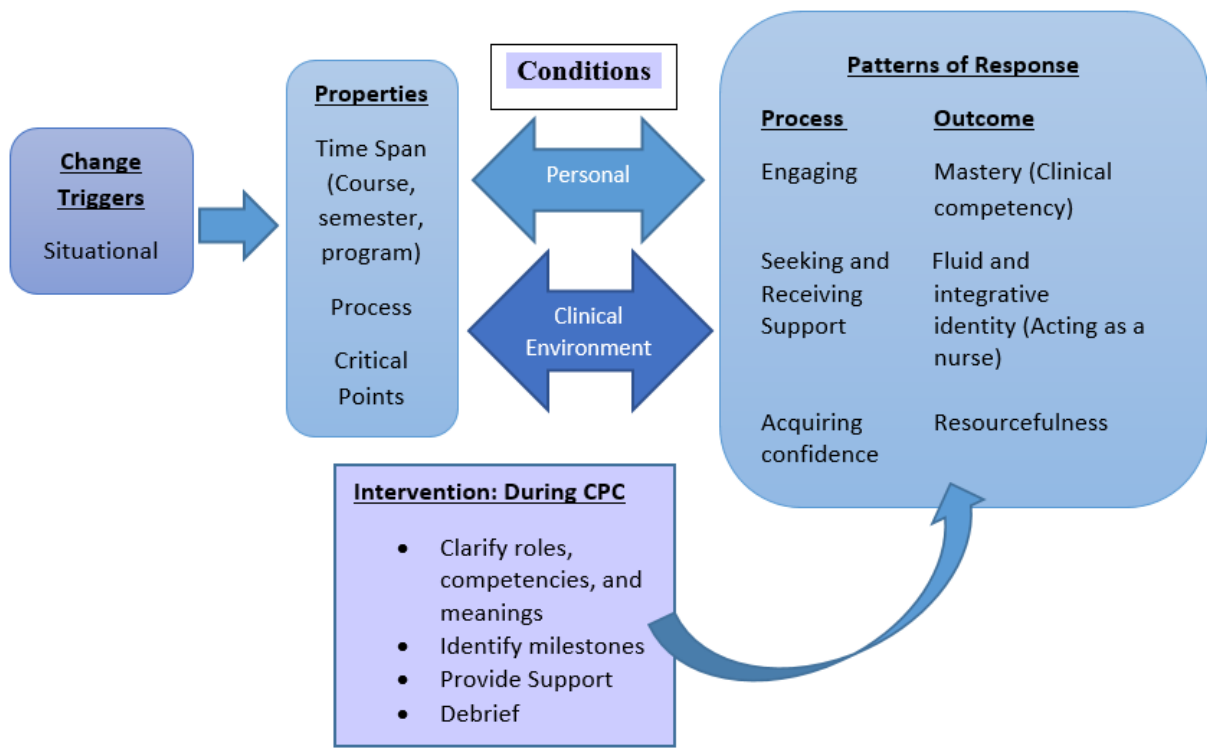 Change
Triggers
Situational
Properties
Time Span
(Course,
semester,
program)
Process
Critical
Points
Conditions
Personal
Clinical
Environment
Patterns of Response
Process
Outcome
Engaging
Mastery (Clinical
competency)
Seeking and
Receiving
Support
Fluid and
integrative
identity (Acting as a
nurse)
Acquiring
confidence
Resourcefulness
Intervention: During CPC
• Clarify roles,
competencies, and
meanings
• Identify milestones
• Provide Support
• Debrief